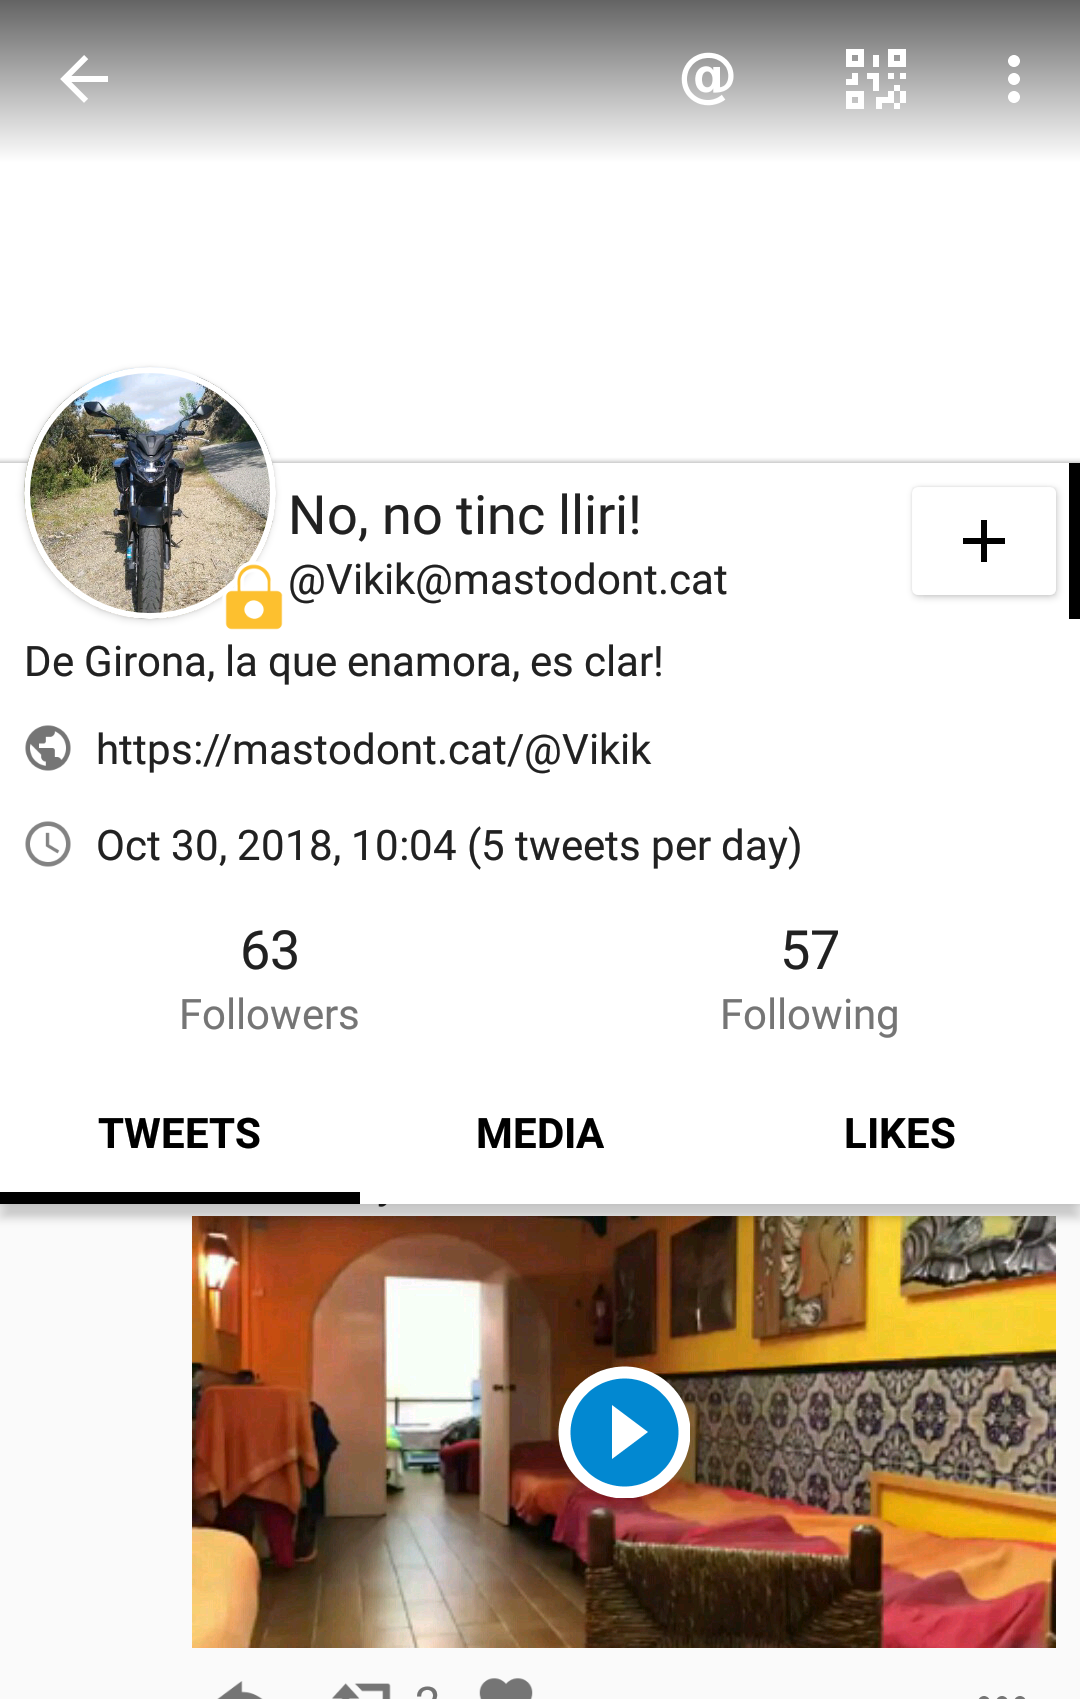 No, no tinc lliri!
@Vikik@mastodont.cat
De Girona, la que enamora, es clar!
https://mastodont.cat/@Vikik
Oct 30, 2018, 10:04 (5 tweets per day)
63
Followers
57
Following
TWEETS
MEDIA
LIKES